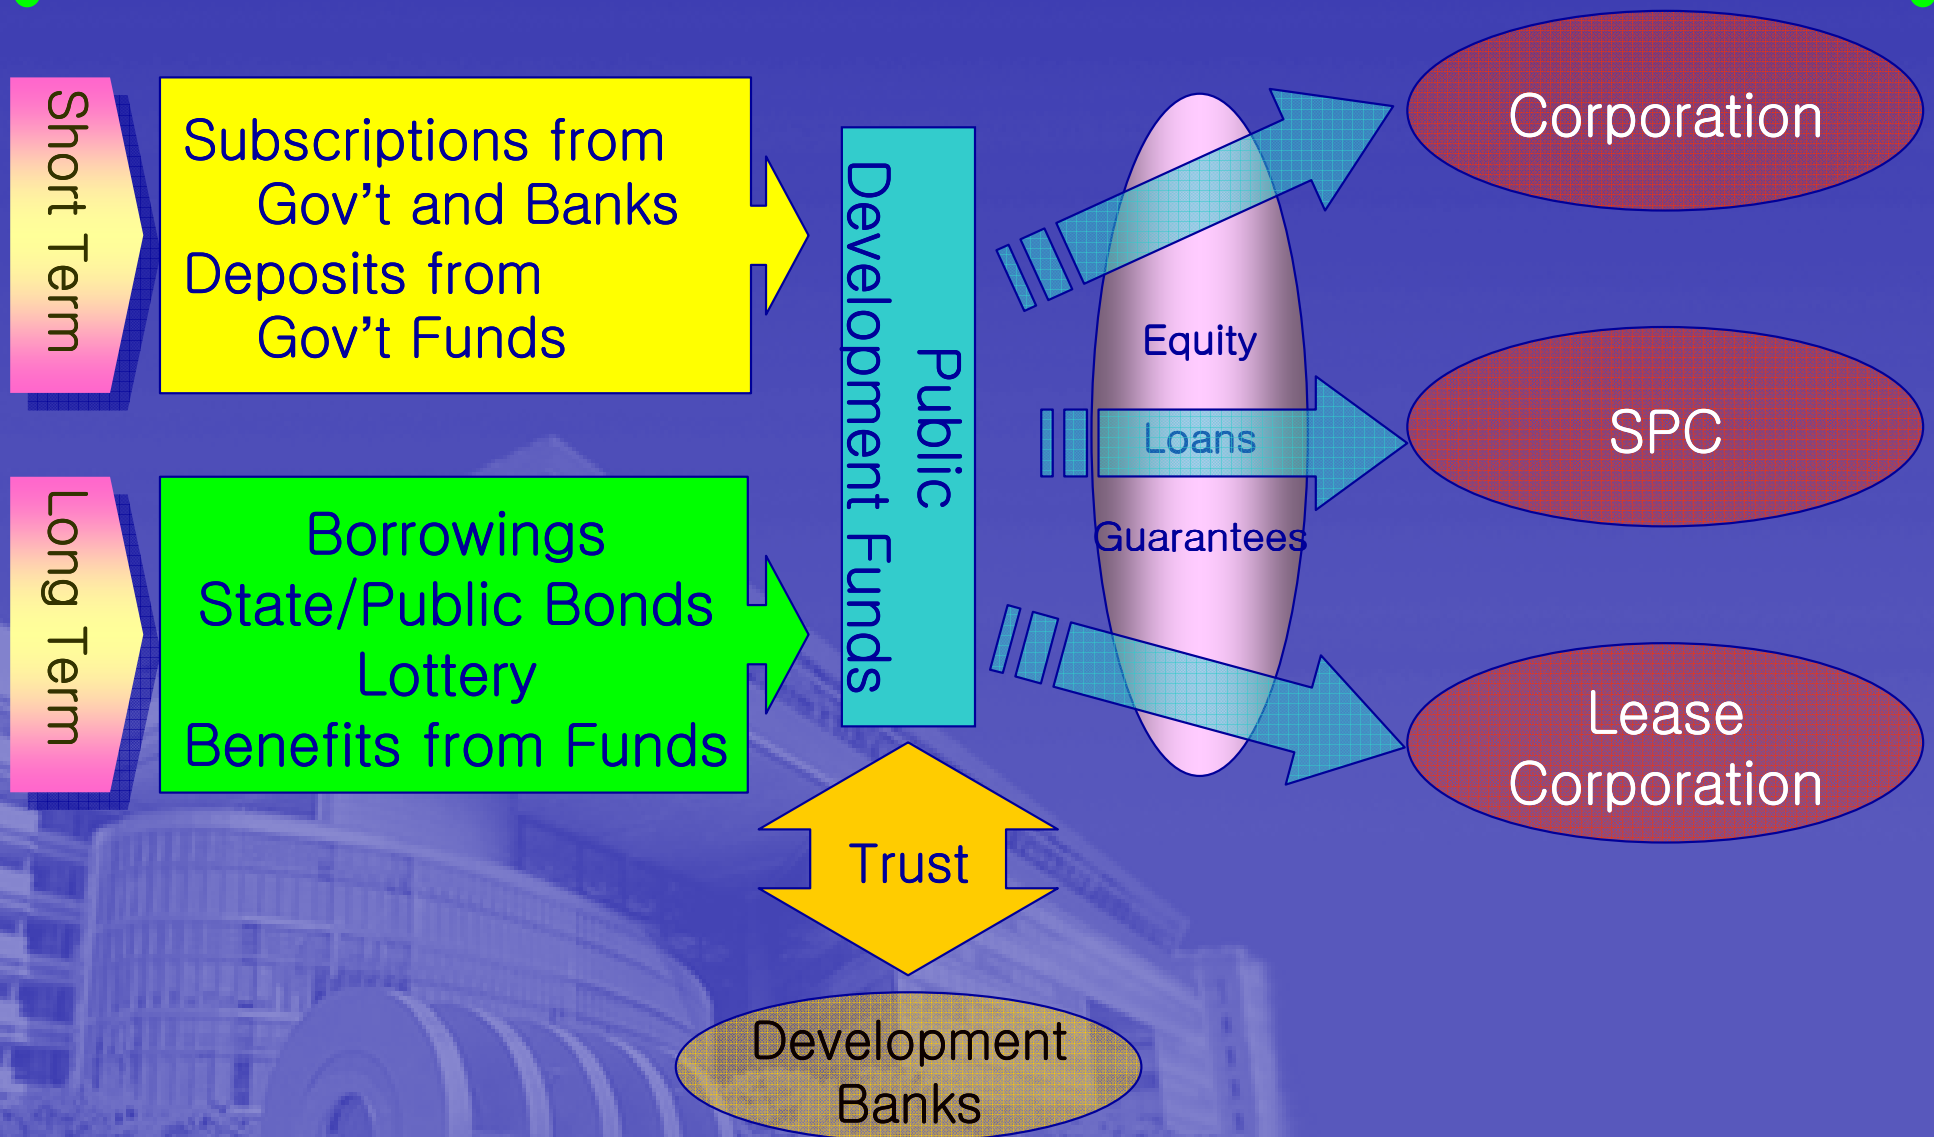 Short Term
Subscriptions from
Gov't and Banks
Deposits from
Gov't Funds
Long Term
Borrowings
State/Public Bonds
Lottery
Benefits from Funds
Public
Development Funds
Equity
Loans
Guarantees
Corporation
SPC
Lease
Corporation
Trust
Development
Banks